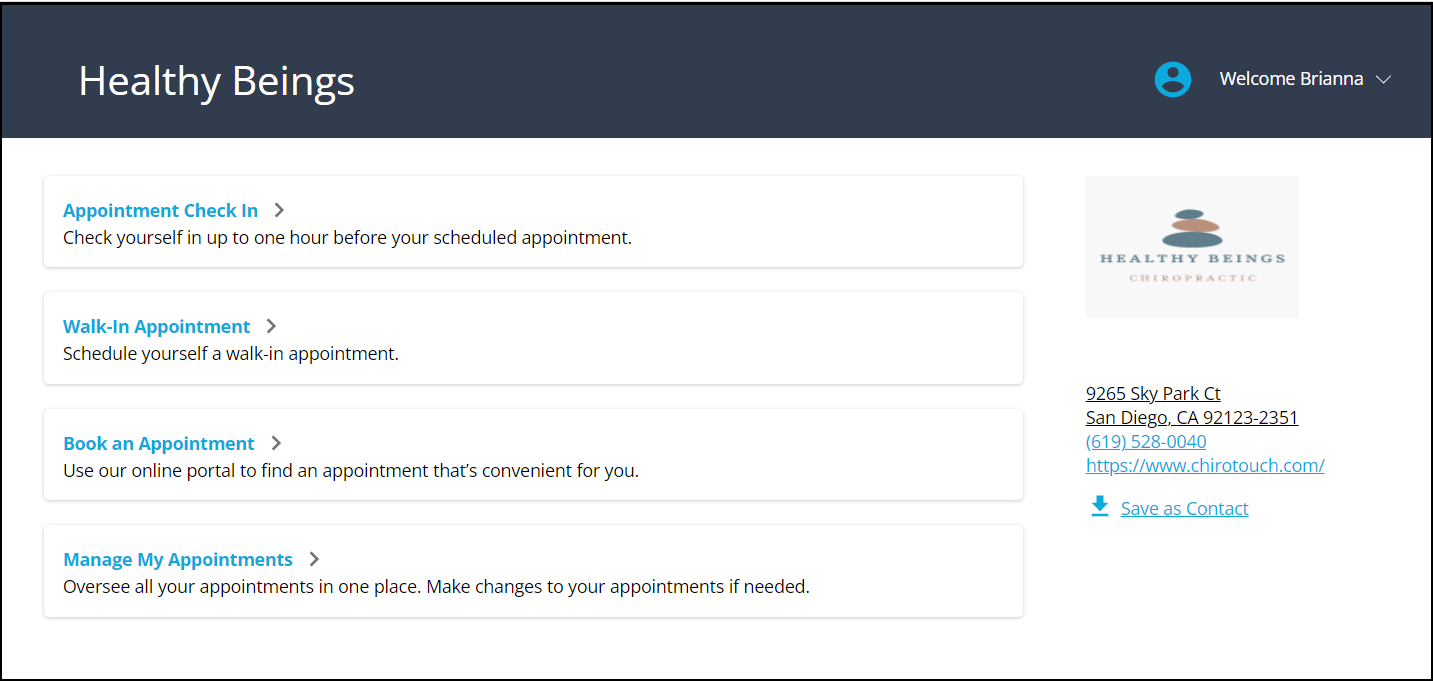 Healthy Beings
Welcome Brianna
Appointment Check In
Check yourself in up to one hour before your scheduled appointment.
Walk-In Appointment
Schedule yourself a walk-in appointment.
Book an Appointment
Use our online portal to find an appointment that’s convenient for you.
Manage My Appointments
Oversee all your appointments in one place. Make changes to your appointments if needed.
HEALTHY BEINGS
CHIROPRACTIC
9265 Sky Park Ct
San Diego, CA 92123-2351
(619) 528-0040
https://www.chirotouch.com/
Save as Contact